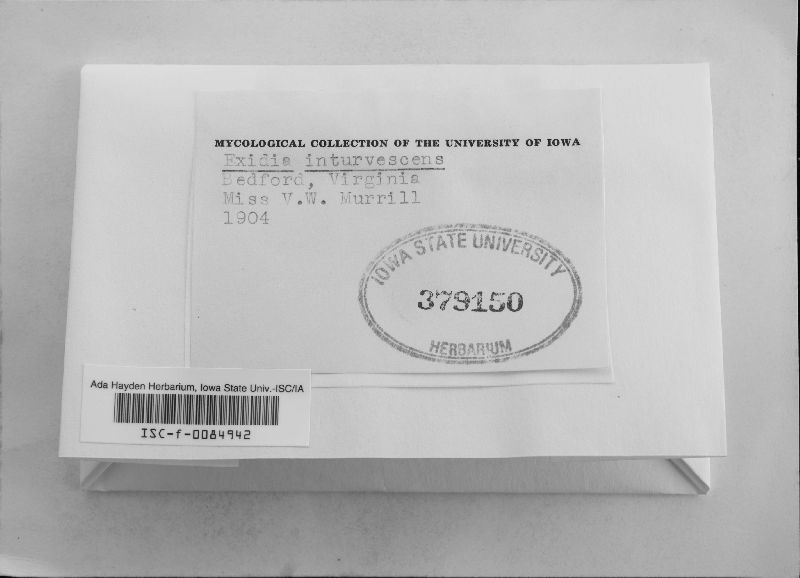 MYCOLOGICAL COLLECTION OF THE UNIVERSITY OF IOWA
Exidia inturvescens
Bedford, Virginia
Miss V.W. Murrill
1904
IOWA STATE UNIVERSITY
379150
HERBARIUM
Ada Hayden Herbarium, Iowa State Univ.-ISC/IA
ISC-f-0084942